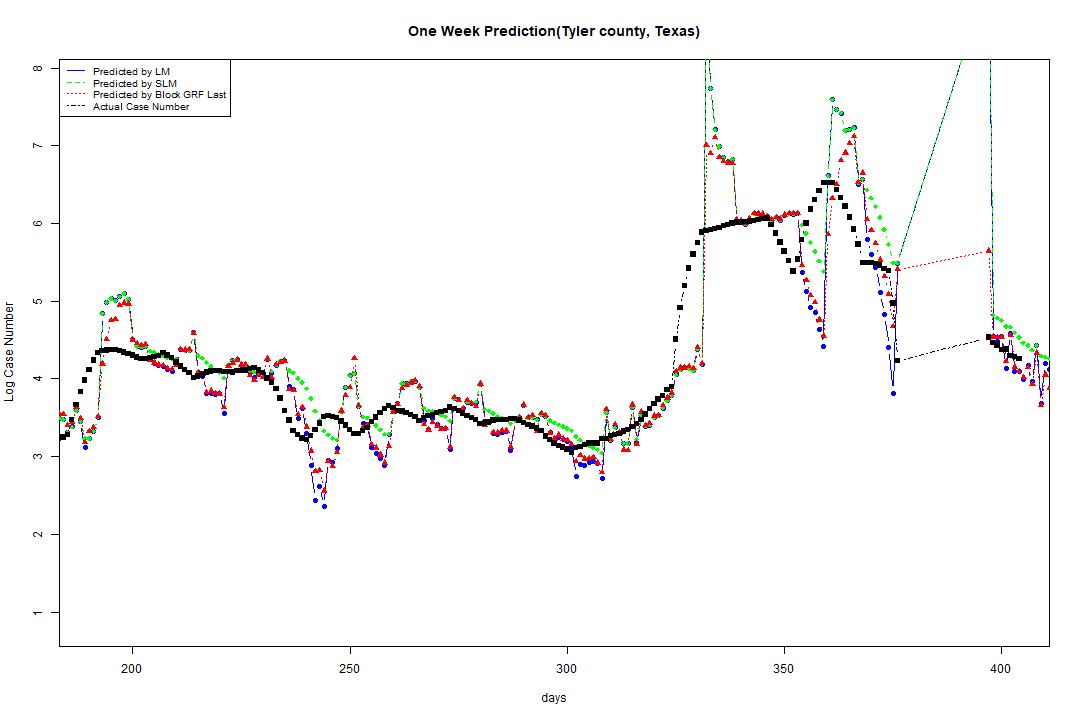 One Week Prediction(Tyler county, Texas)
Predicted by LM
Predicted by SLM
Predicted by Block GRF Last
Actual Case Number
8
7
6
5
4
3
2
1
Log Case Number
200 250 300 350 400
days